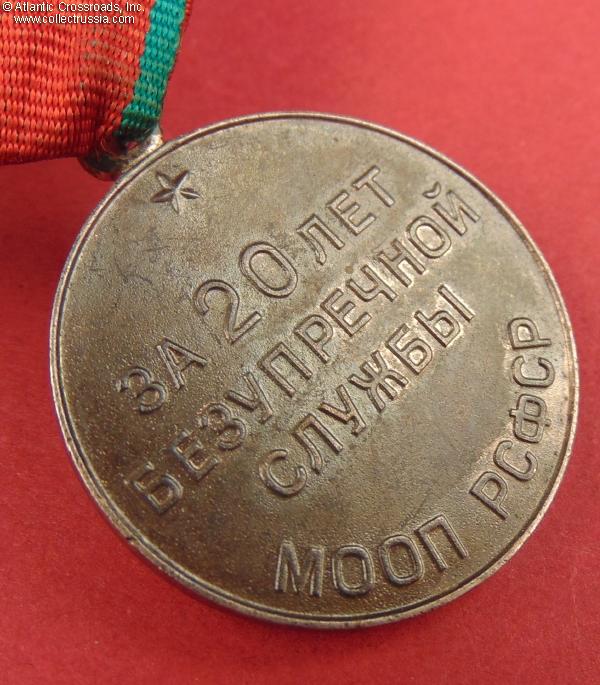 © Atlantic Crossroads, Inc.
www.collectrussia.com
ЗА 20 ЛЕТ
БЕЗУПРЕЧНОЙ
СЛУЖБЫ
МООП РСФСР